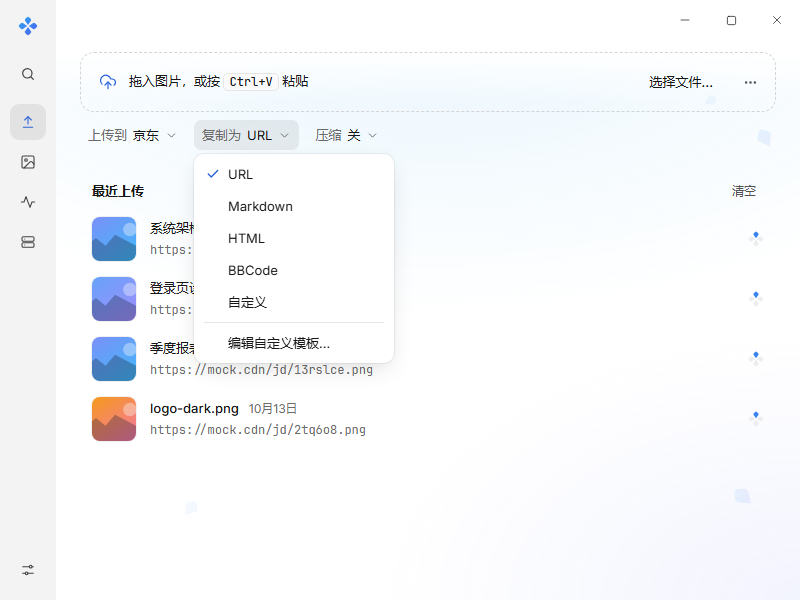 拖入图片，或按 Ctrl+V 粘贴
选择文件...
上传到 京东
复制为 URL
压缩 关
URL
Markdown
HTML
BBCode
自定义
编辑自定义模板...
最近上传
清空
系统架
https:
登录页
https:
季度报
https://mock.cdn/jd/13rslce.png
logo-dark.png 10月13日
https://mock.cdn/jd/2tq6o8.png